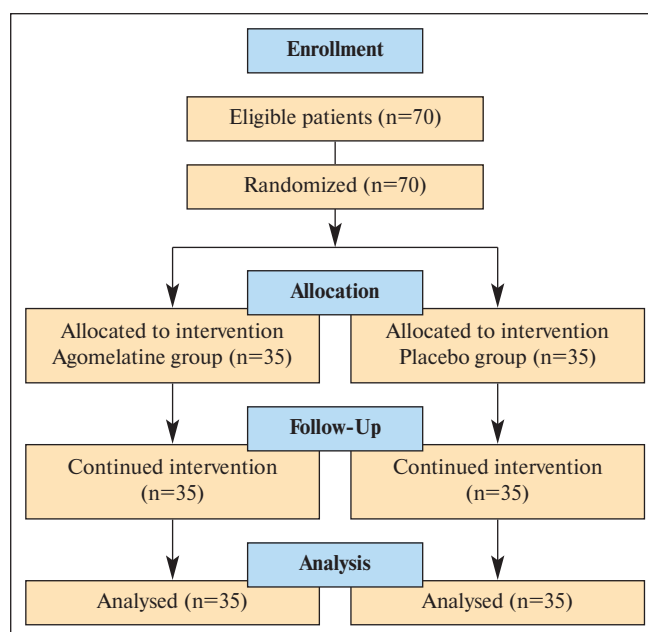 Enrollment
Eligible patients (n=70)
Randomized (n=70)
Allocation
Allocated to intervention
Agomelatine group (n=35)
Allocated to intervention
Placebo group (n=35)
Follow-Up
Continued intervention
(n=35)
Continued intervention
(n=35)
Analysis
Analysed (n=35)
Analysed (n=35)